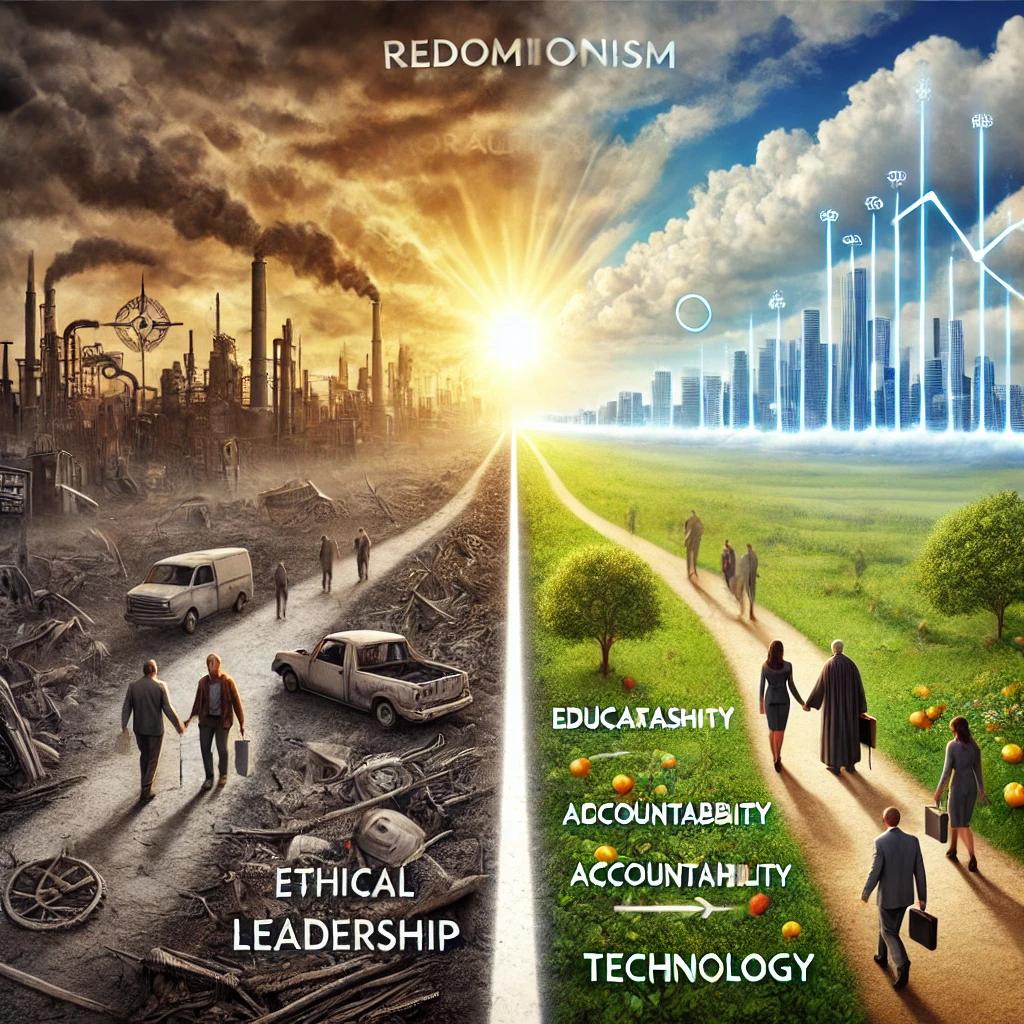 REDOMIIONISM
EDUCATASHITY
ADCOUNTABBITY
ACCOUNTAHILITY
ETHICAL
LEADERSHIP
TECHNOLOGY